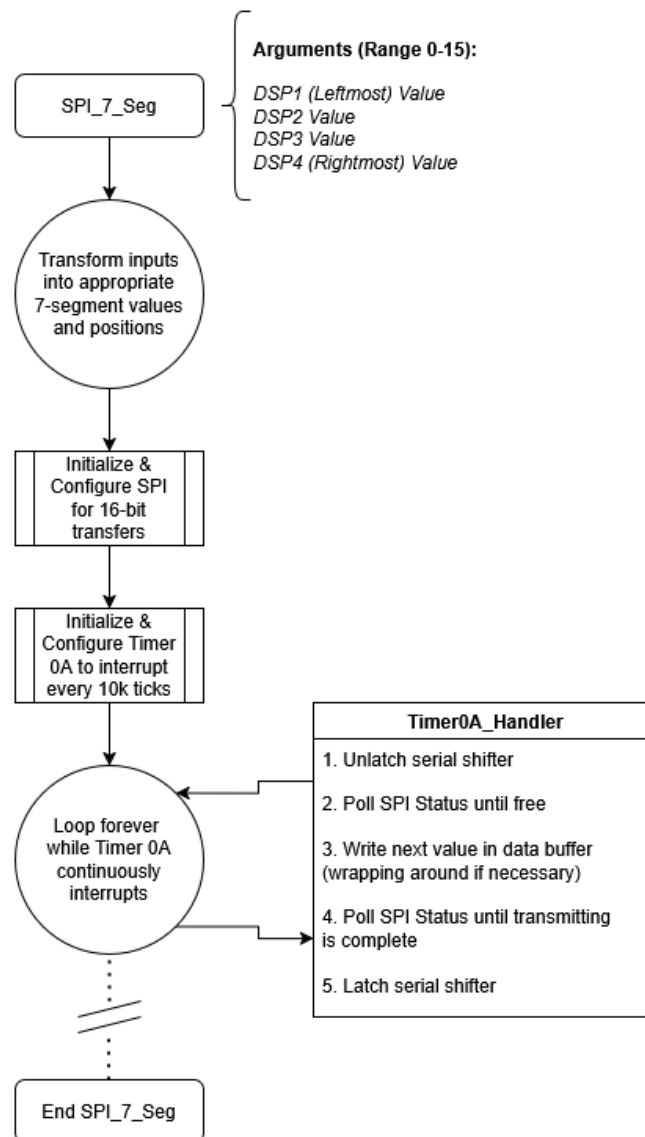 SPI_7_Seg
Arguments (Range 0-15):
DSP1 (Leftmost) Value
DSP2 Value
DSP3 Value
DSP4 (Rightmost) Value
Transform inputs
into appropriate
7-segment values
and positions
Initialize &
Configure SPI
for 16-bit
transfers
Initialize &
Configure Timer
0A to interrupt
every 10k ticks
Loop forever
while Timer 0A
continuously
interrupts
Timer0A_Handler
1. Unlatch serial shifter
2. Poll SPI Status until free
3. Write next value in data buffer
(wrapping around if necessary)
4. Poll SPI Status until transmitting
is complete
5. Latch serial shifter
End SPI_7_Seg